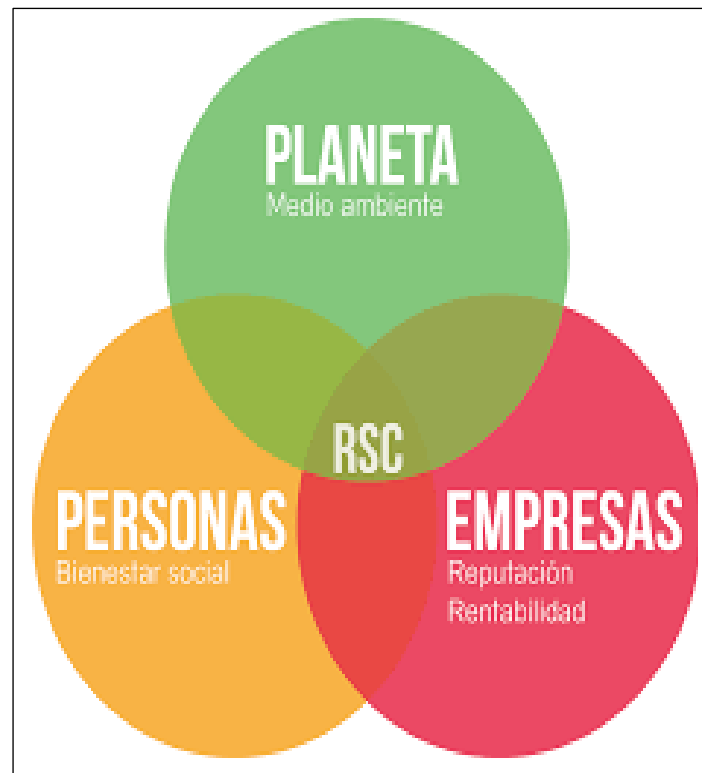 PLANETA
Medio ambiente
RSC
PERSONAS
Bienestar social
EMPRESAS
Reputación
Rentabilidad